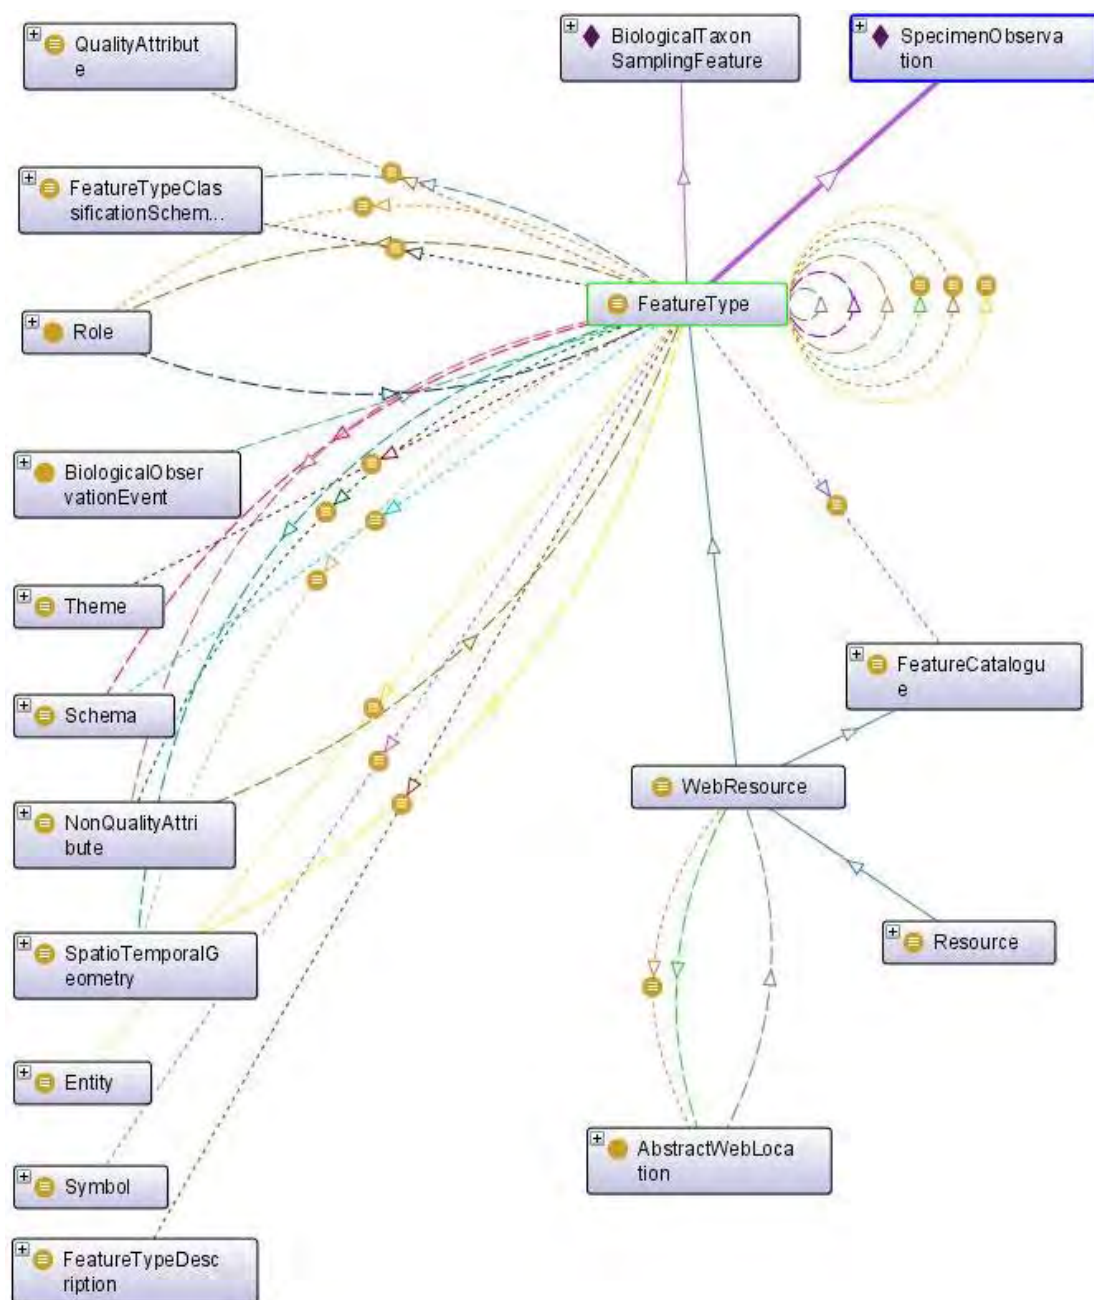 QualityAttribut
e
BiologicalTaxon
SamplingFeature
SpecimenObserva
tion
FeatureTypeClas
sificationSchem...
FeatureType
Role
BiologicalObser
vationEvent
Theme
FeatureCatalogu
e
Schema
WebResource
NonQualityAttri
bute
SpatioTemporalG
eometry
Resource
Entity
AbstractWebLoca
tion
Symbol
FeatureTypeDesc
ription